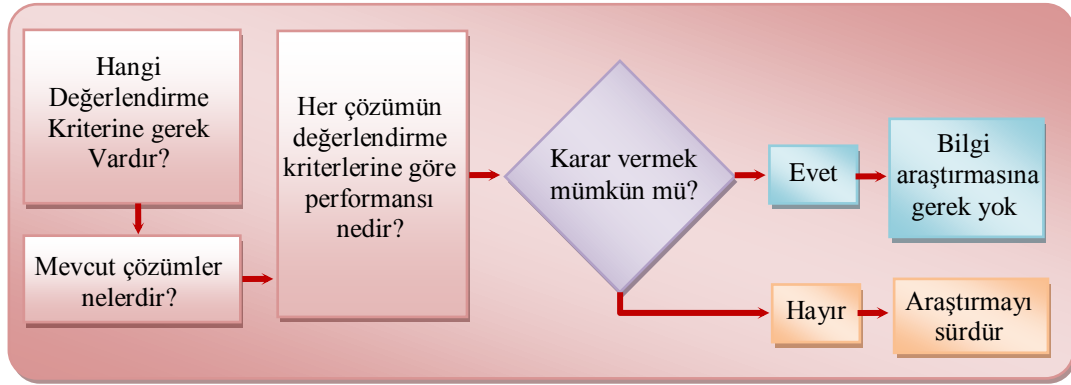 Hangi
Değerlendirme
Kriterine gerek
Vardır?
Mevcut çözümler
nelerdir?
Her çözümün
değerlendirme
kriterlerine göre
performansı
nedir?
Karar vermek
mümkün mü?
Evet
Bilgi
araştırmasına
gerek yok
Hayır
Araştırmayı
sürdür